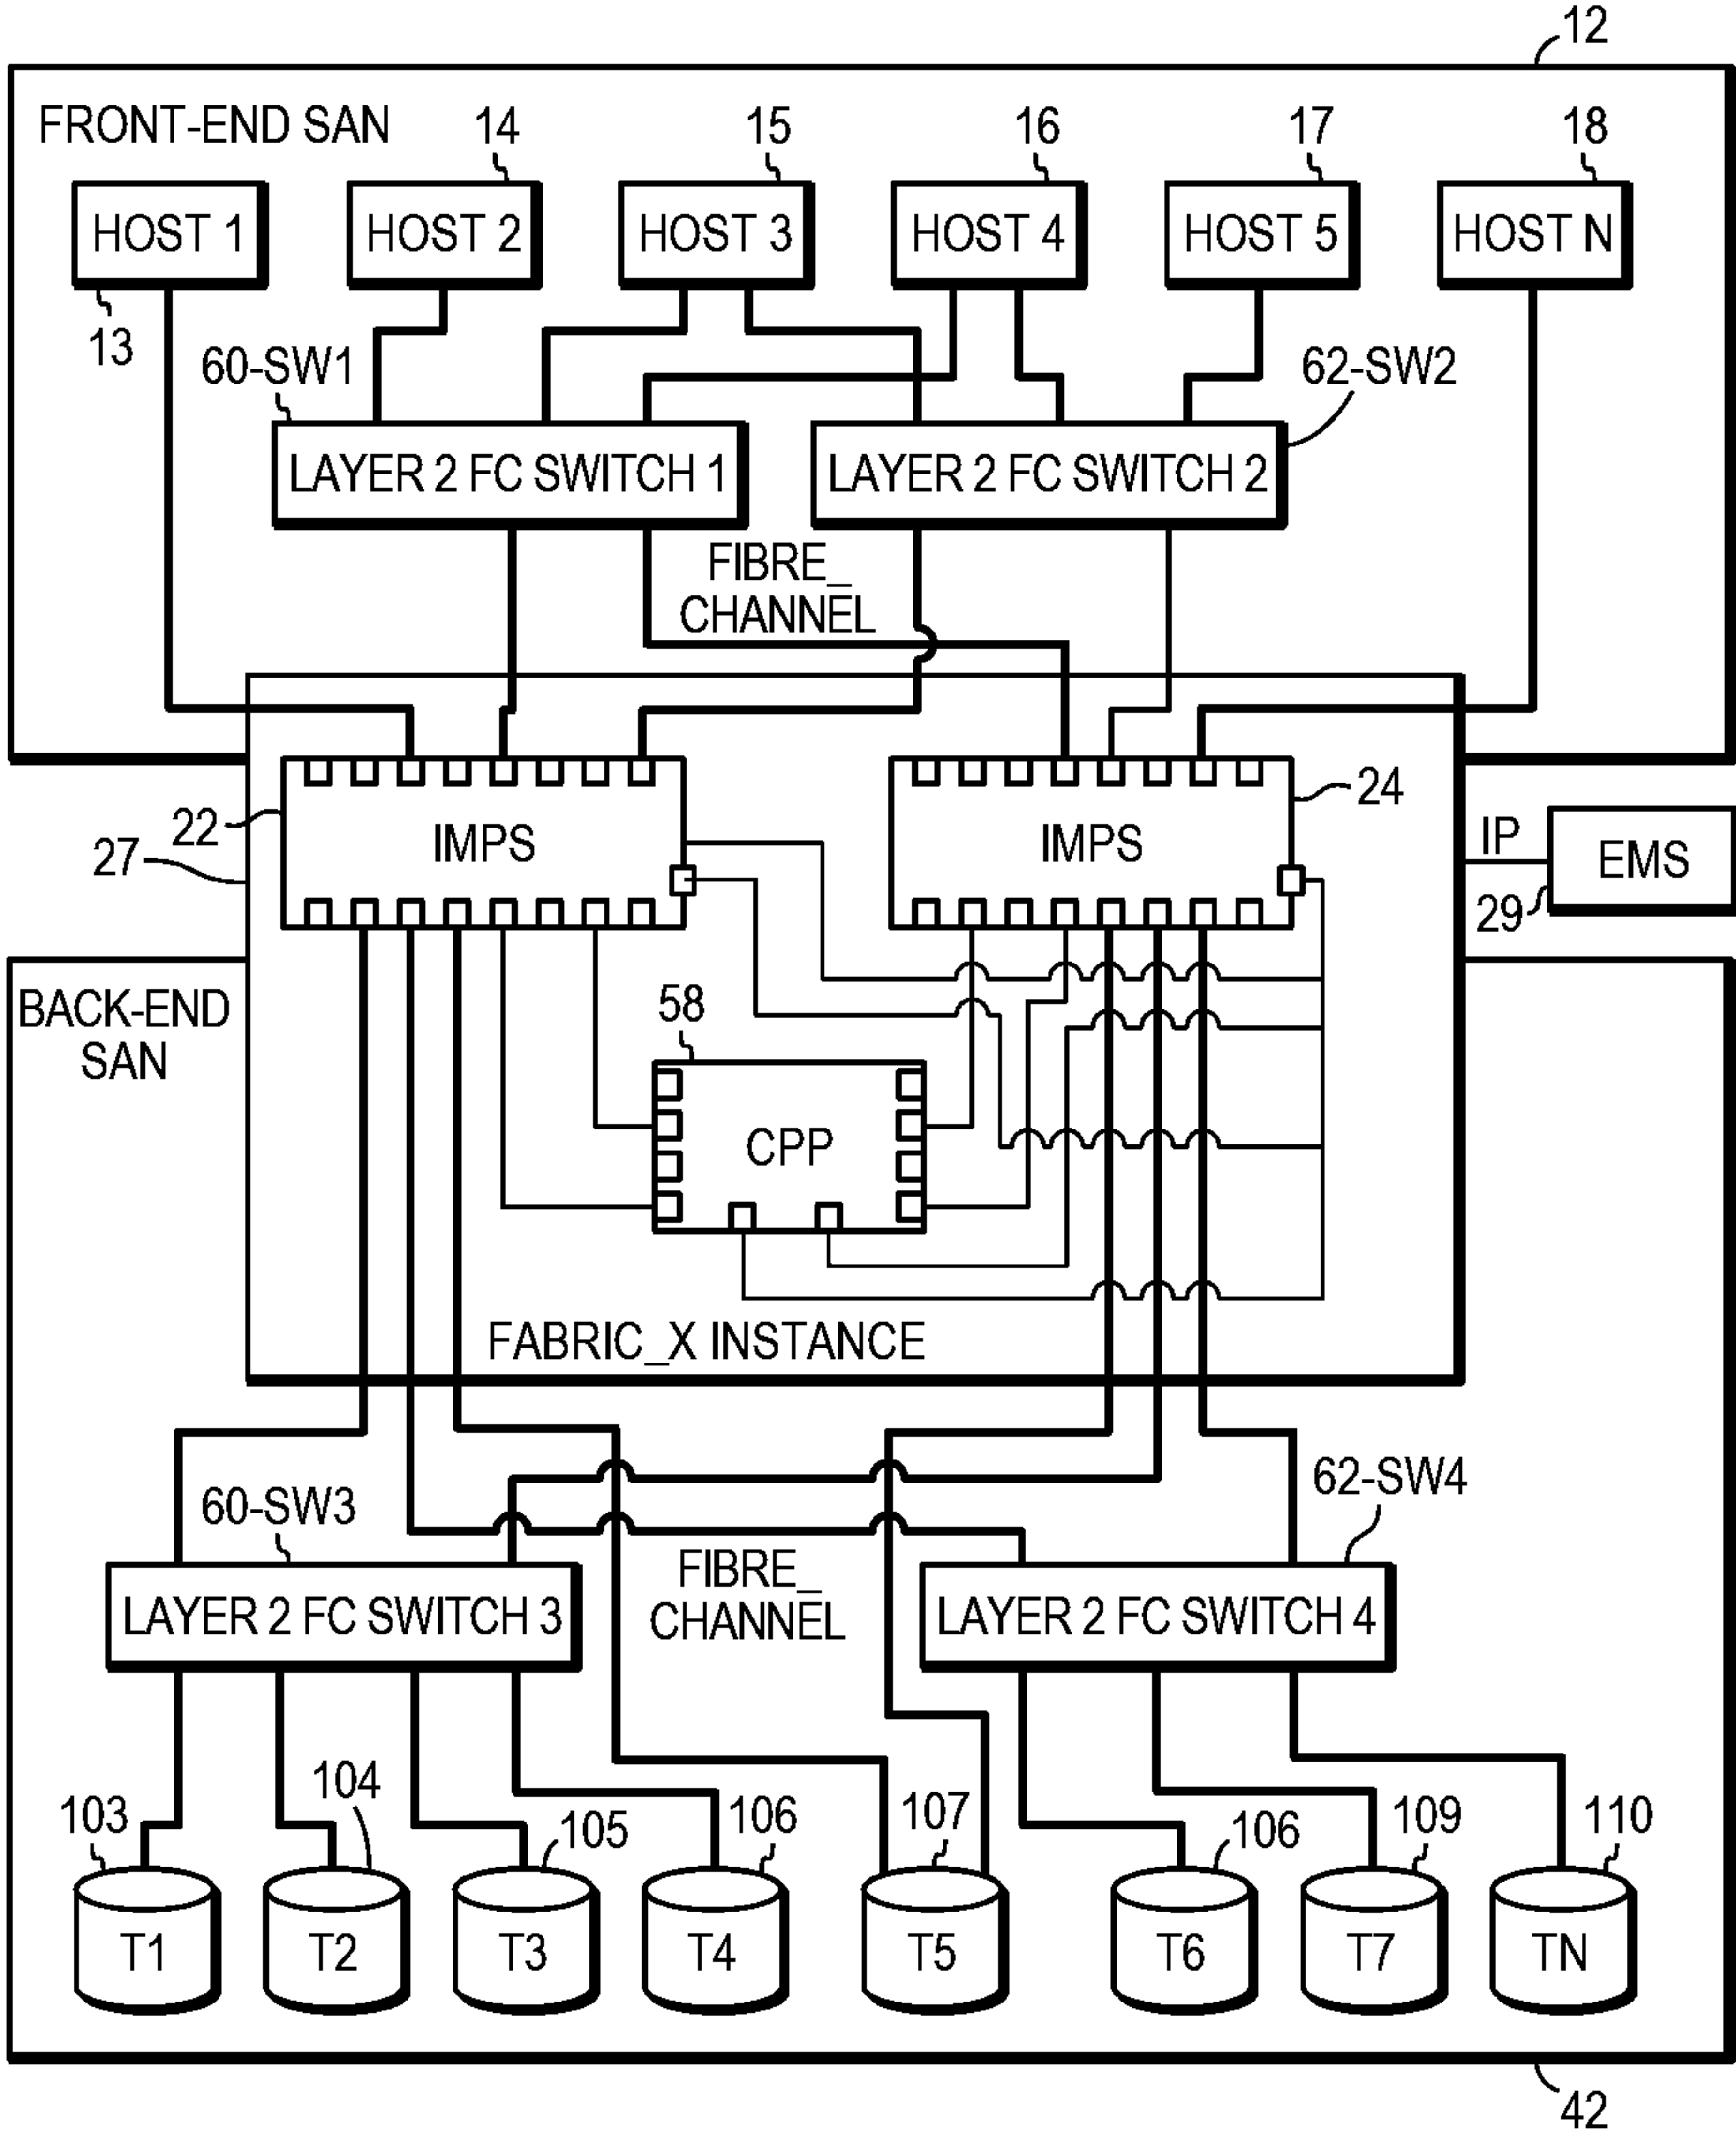 12
FRONT-END SAN
14
15
16
17
18
HOST 1
HOST 2
HOST 3
HOST 4
HOST 5
HOST N
13
60-SW1
62-SW2
LAYER 2 FC SWITCH 1
LAYER 2 FC SWITCH 2
FIBRE_
CHANNEL
22
27
IMPS
IMPS
24
IP
EMS
29
BACK-END
SAN
58
CPP
FABRIC_X INSTANCE
60-SW3
62-SW4
FIBRE_
CHANNEL
LAYER 2 FC SWITCH 3
LAYER 2 FC SWITCH 4
103
104
105
106
107
106
109
110
T1
T2
T3
T4
T5
T6
T7
TN
42